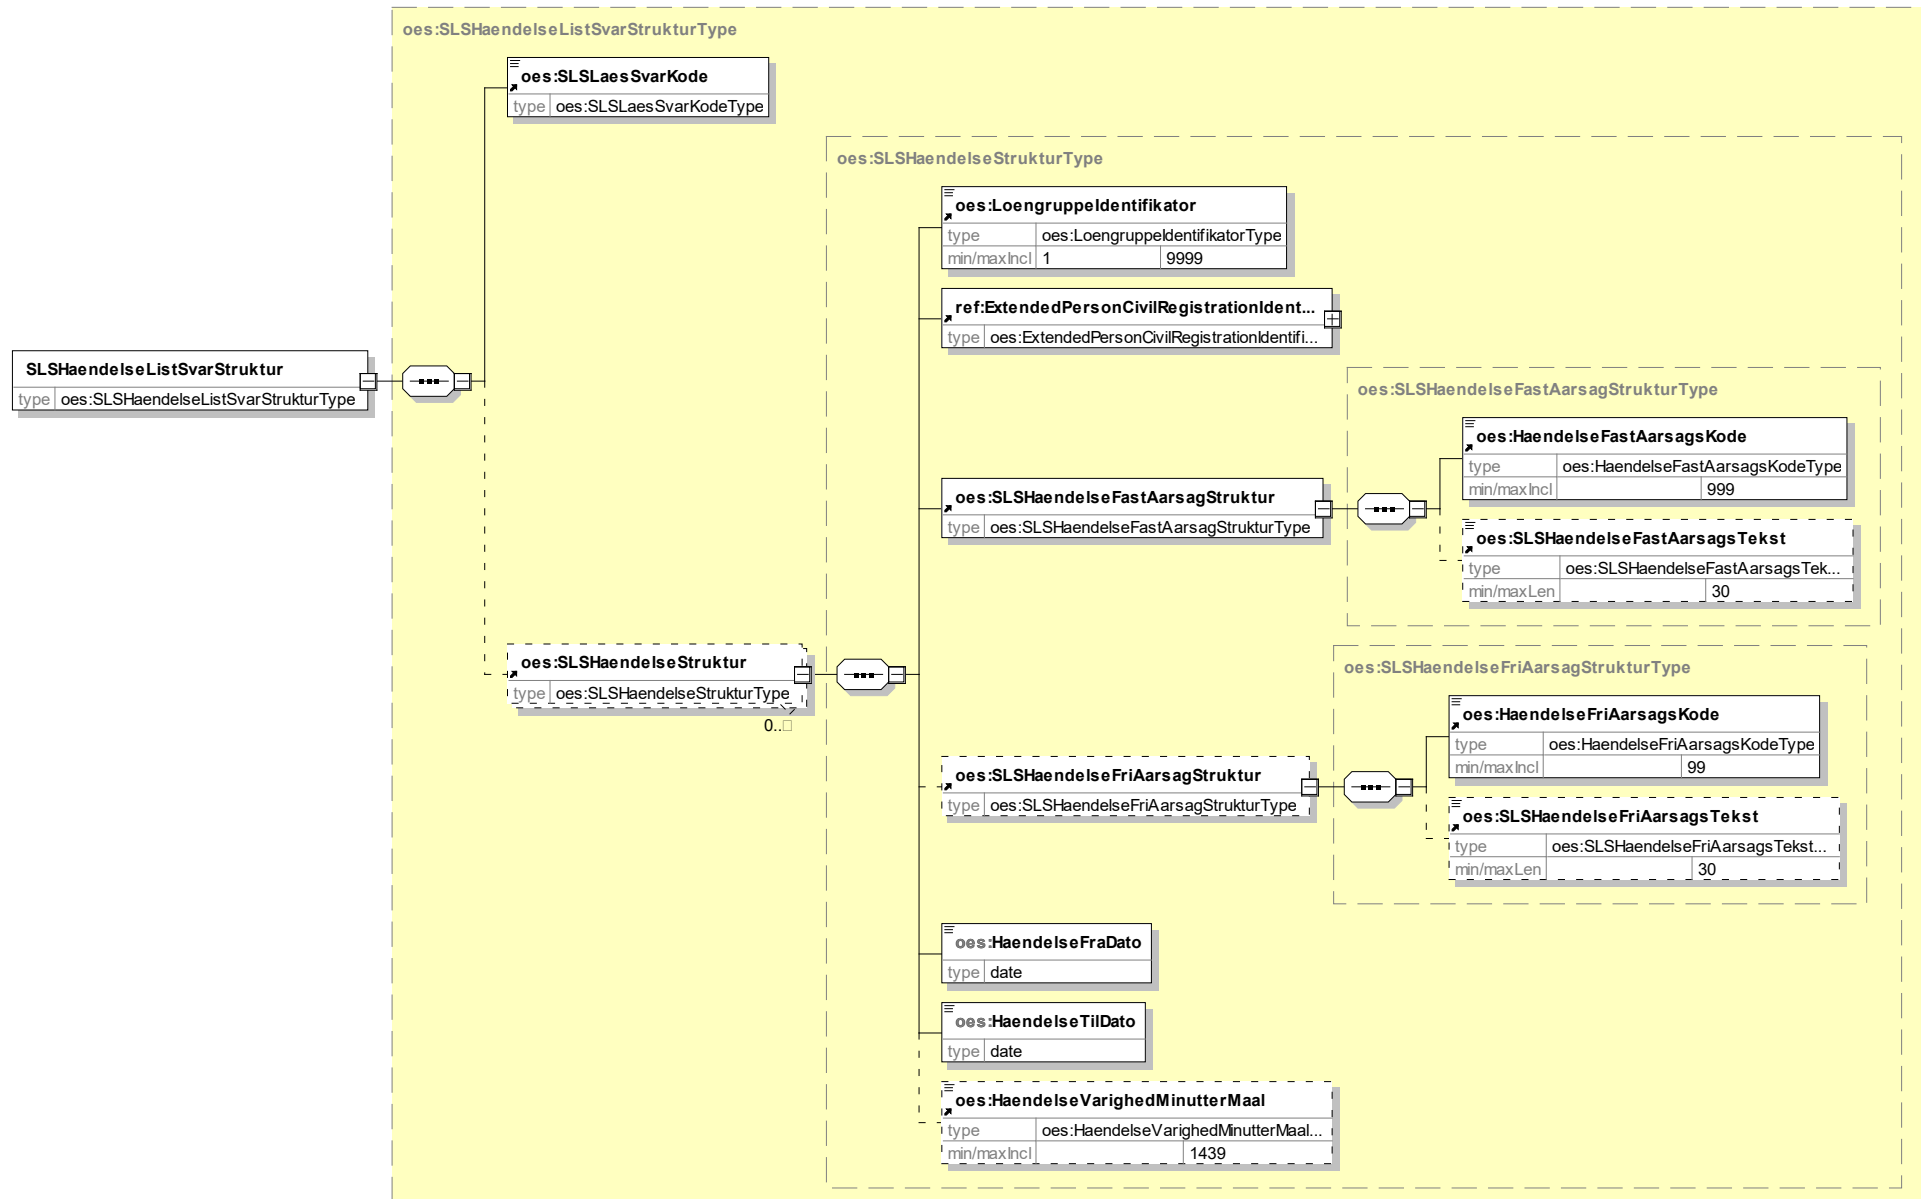 oes:SLSHaendelseListSvarStrukturType
oes:SLSLaesSvarKode
type oes:SLSLaesSvarKodeType
oes:SLSHaendelseStrukturType
oes:LoengruppeIdentifikator
type oes:LoengruppeIdentifikatorType
min/maxIncl 1 9999
ref:ExtendedPersonCivilRegistrationIdent...
type oes:ExtendedPersonCivilRegistrationIdentifi...
SLSHaendelseListSvarStruktur
type oes:SLSHaendelseListSvarStrukturType
oes:SLSHaendelseFastAarsagStrukturType
oes:HaendelseFastAarsagsKode
type oes:HaendelseFastAarsagsKodeType
min/maxIncl 999
oes:SLSHaendelseFastAarsagStruktur
type oes:SLSHaendelseFastAarsagStrukturType
oes:SLSHaendelseFastAarsagsTekst
type oes:SLSHaendelseFastAarsagsTek...
min/maxLen 30
oes:SLSHaendelseStruktur
type oes:SLSHaendelseStrukturType
0..
oes:SLSHaendelseFriAarsagStrukturType
oes:HaendelseFriAarsagsKode
type oes:HaendelseFriAarsagsKodeType
min/maxIncl 99
oes:SLSHaendelseFriAarsagStruktur
type oes:SLSHaendelseFriAarsagStrukturType
oes:SLSHaendelseFriAarsagsTekst
type oes:SLSHaendelseFriAarsagsTekst...
min/maxLen 30
oes:HaendelseFraDato
type date
oes:HaendelseTilDato
type date
oes:HaendelseVarighedMinutterMaal
type oes:HaendelseVarighedMinutterMaal...
min/maxIncl 1439